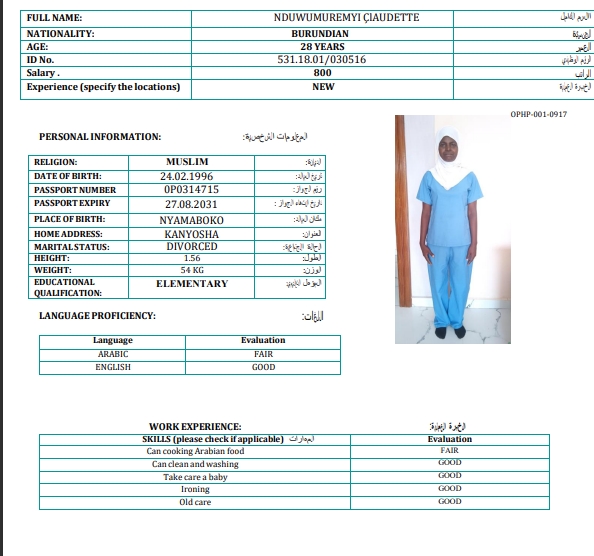 FULL NAME: NDUWUMUREMYI ÇIAUDETTE الاسم الكامل
NATIONALITY: BURUNDIAN الجنسية
AGE: 28 YEARS العمر
ID No. 531.18.01/030516
Salary . 800 الراتب
Experience (specify the locations) NEW الخبرة العملية
OPHP-001-0917
PERSONAL INFORMATION: المعلومات الشخصية:
RELIGION: MUSLIM الديانة:
DATE OF BIRTH: 24.02.1996 تاريخ الميلاد:
PASSPORT NUMBER 0P0314715 رقم الجواز:
PASSPORT EXPIRY 27.08.2031 تاريخ انتهاء الجواز :
PLACE OF BIRTH: NYAMABOKO مكان الميلاد:
HOME ADDRESS: KANYOSHA العنوان:
MARITAL STATUS: DIVORCED الحالة الاجتماعية:
HEIGHT: 1.56 الطول:
WEIGHT: 54 KG الوزن:
EDUCATIONAL QUALIFICATION: ELEMENTARY المؤهل
LANGUAGE PROFICIENCY: اللغات:
Language Evaluation
ARABIC FAIR
ENGLISH GOOD
WORK EXPERIENCE: الخبرة العملية:
SKILLS (please check if applicable) المهارات Evaluation
Can cooking Arabian food FAIR
Can clean and washing GOOD
Take care a baby GOOD
Ironing GOOD
Old care GOOD